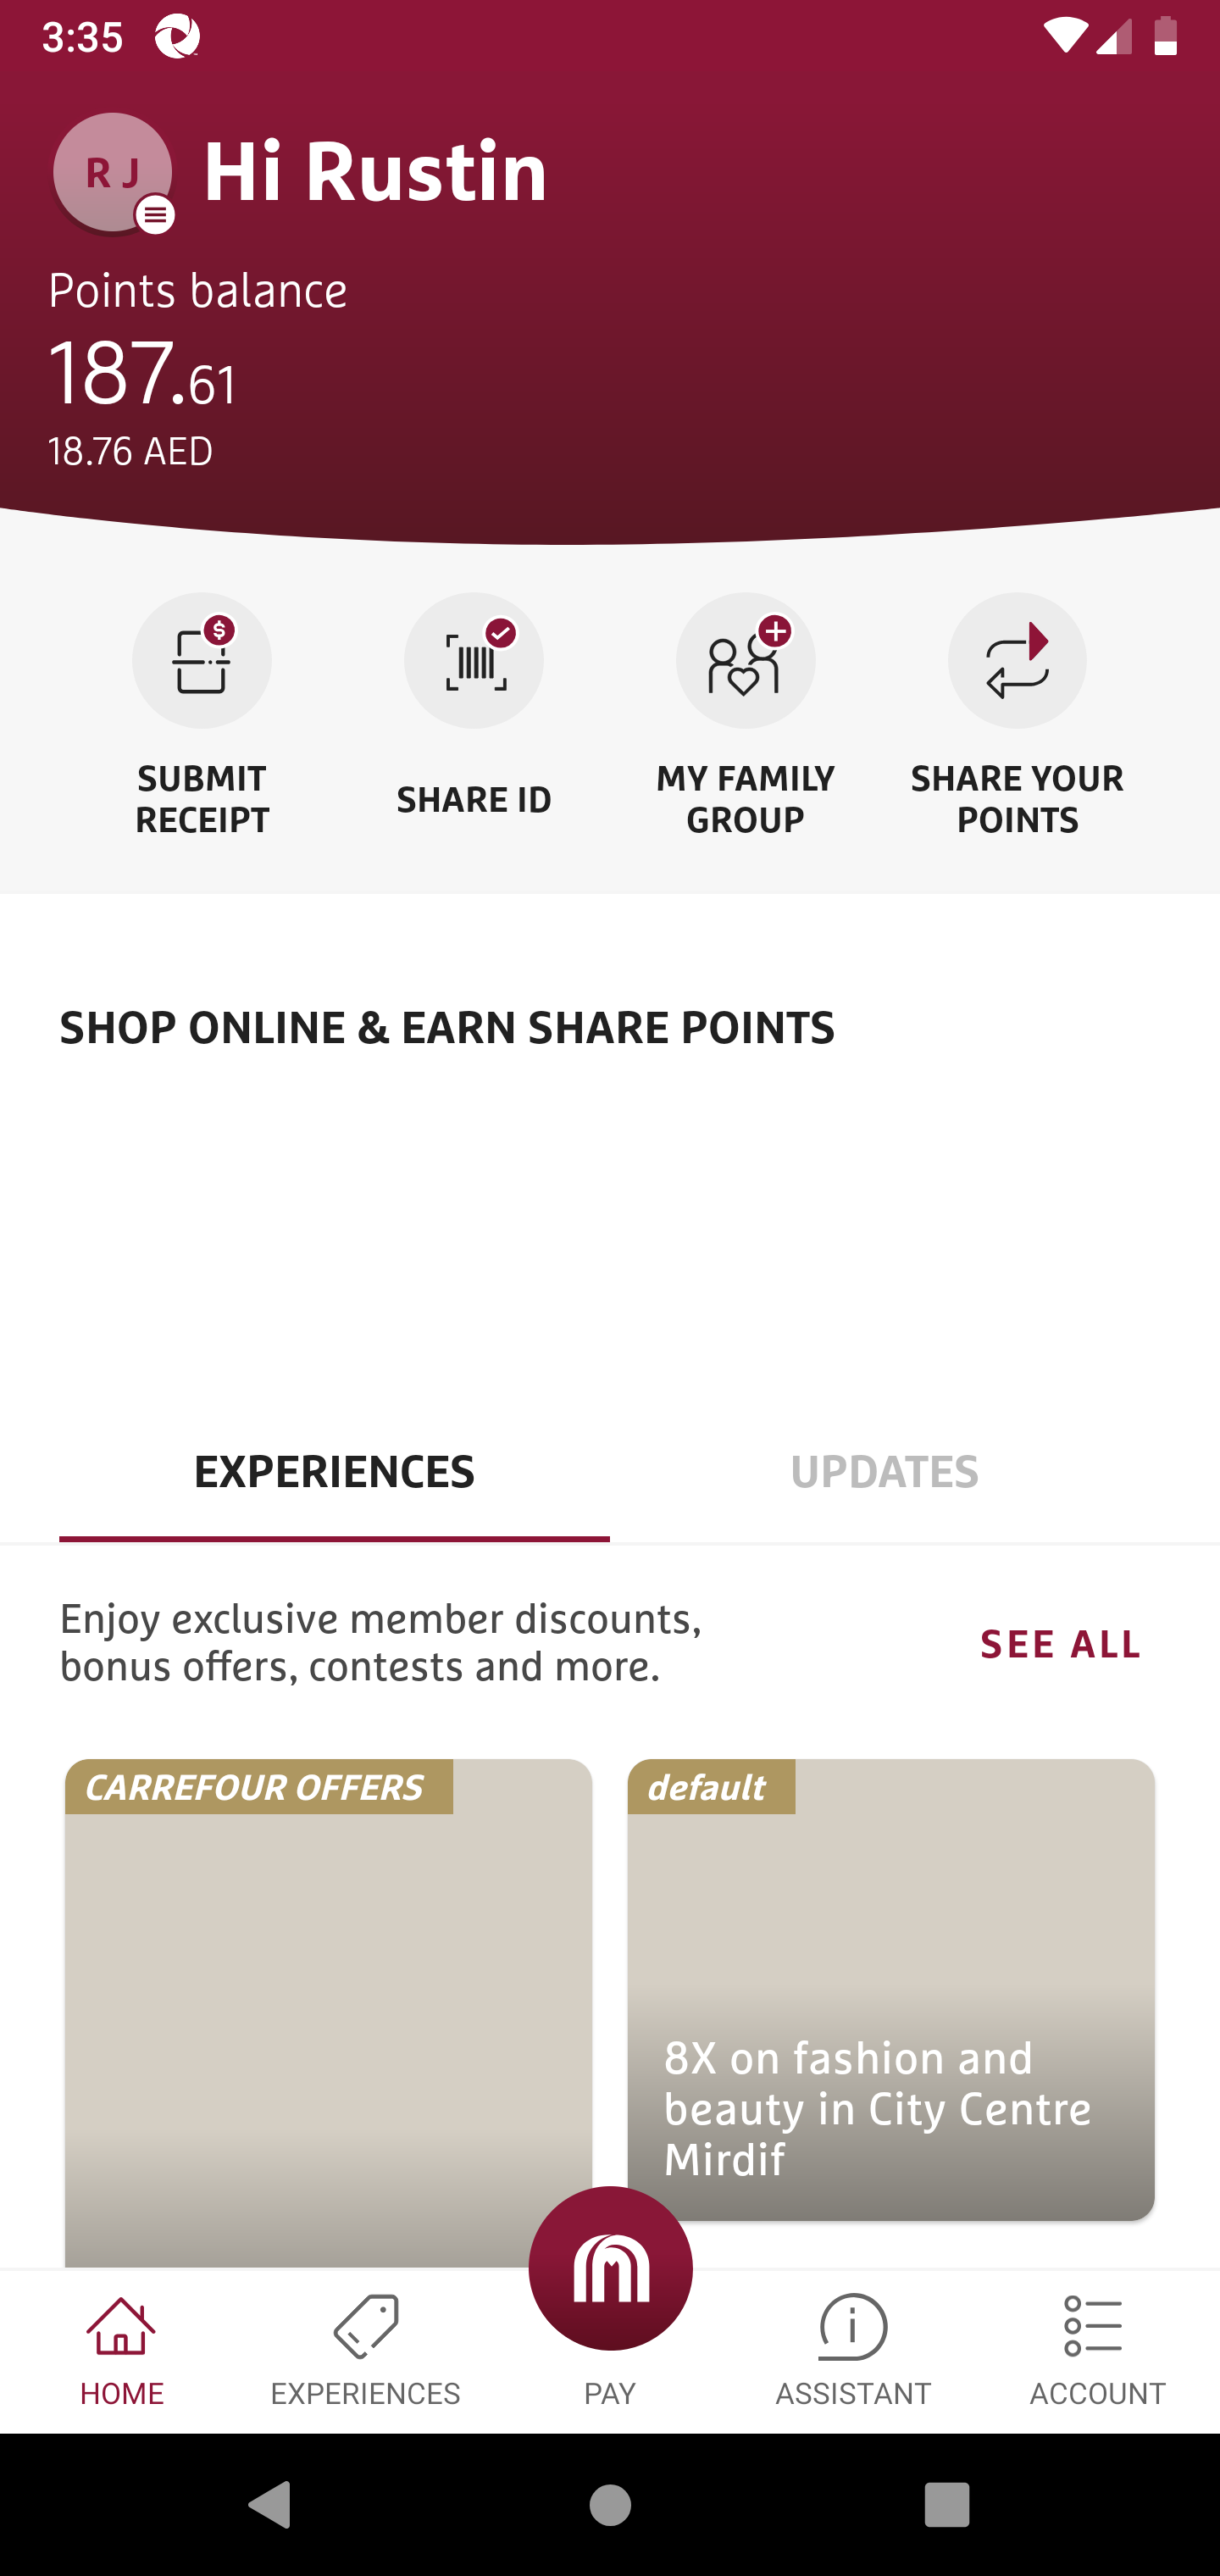 3:35
R J
Hi Rustin
Points balance
187.61
18.76 AED
SUBMIT
RECEIPT
SHARE ID
MY FAMILY
GROUP
SHARE YOUR
POINTS
SHOP ONLINE & EARN SHARE POINTS
EXPERIENCES
UPDATES
Enjoy exclusive member discounts,
bonus offers, contests and more.
SEE ALL
CARREFOUR OFFERS
default
8X on fashion and
beauty in City Centre
Mirdif
HOME
EXPERIENCES
PAY
ASSISTANT
ACCOUNT